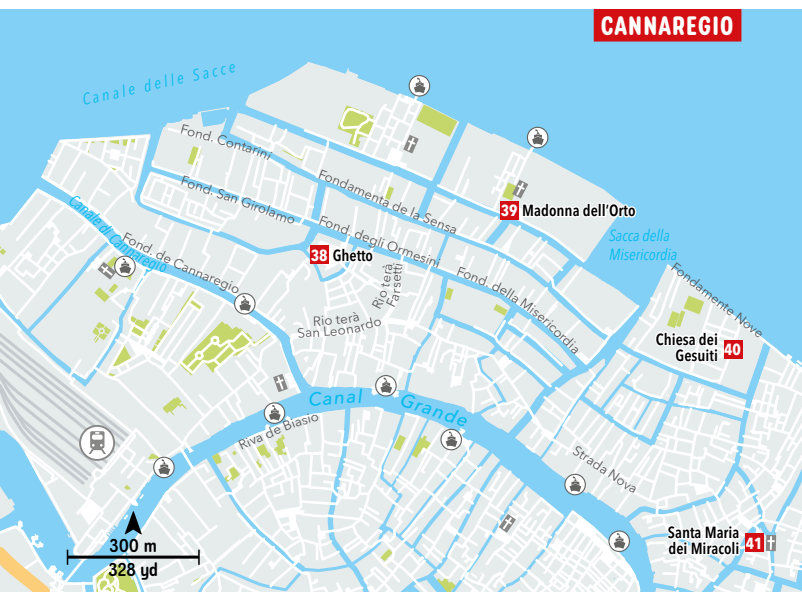 CANNAREGIO
Canale delle Sacce
Fond. Contarini
Fondamenta de la Sensa
Fond. San Girolamo
Canale di Cannaregio
39 Madonna dell'Orto
Fond. degli Ormesini
Fond. de Cannaregio
38 Ghetto
Sacca della
Misericordia
Fondamente Nove
Rio terà
Farsetti
Fond. della Misericordia
Rio terà
San Leonardo
Chiesa dei
Gesuiti 40
Canal Grande
Riva de Biasio
Strada Nova
Santa Maria
dei Miracoli 41
300 m
328 yd